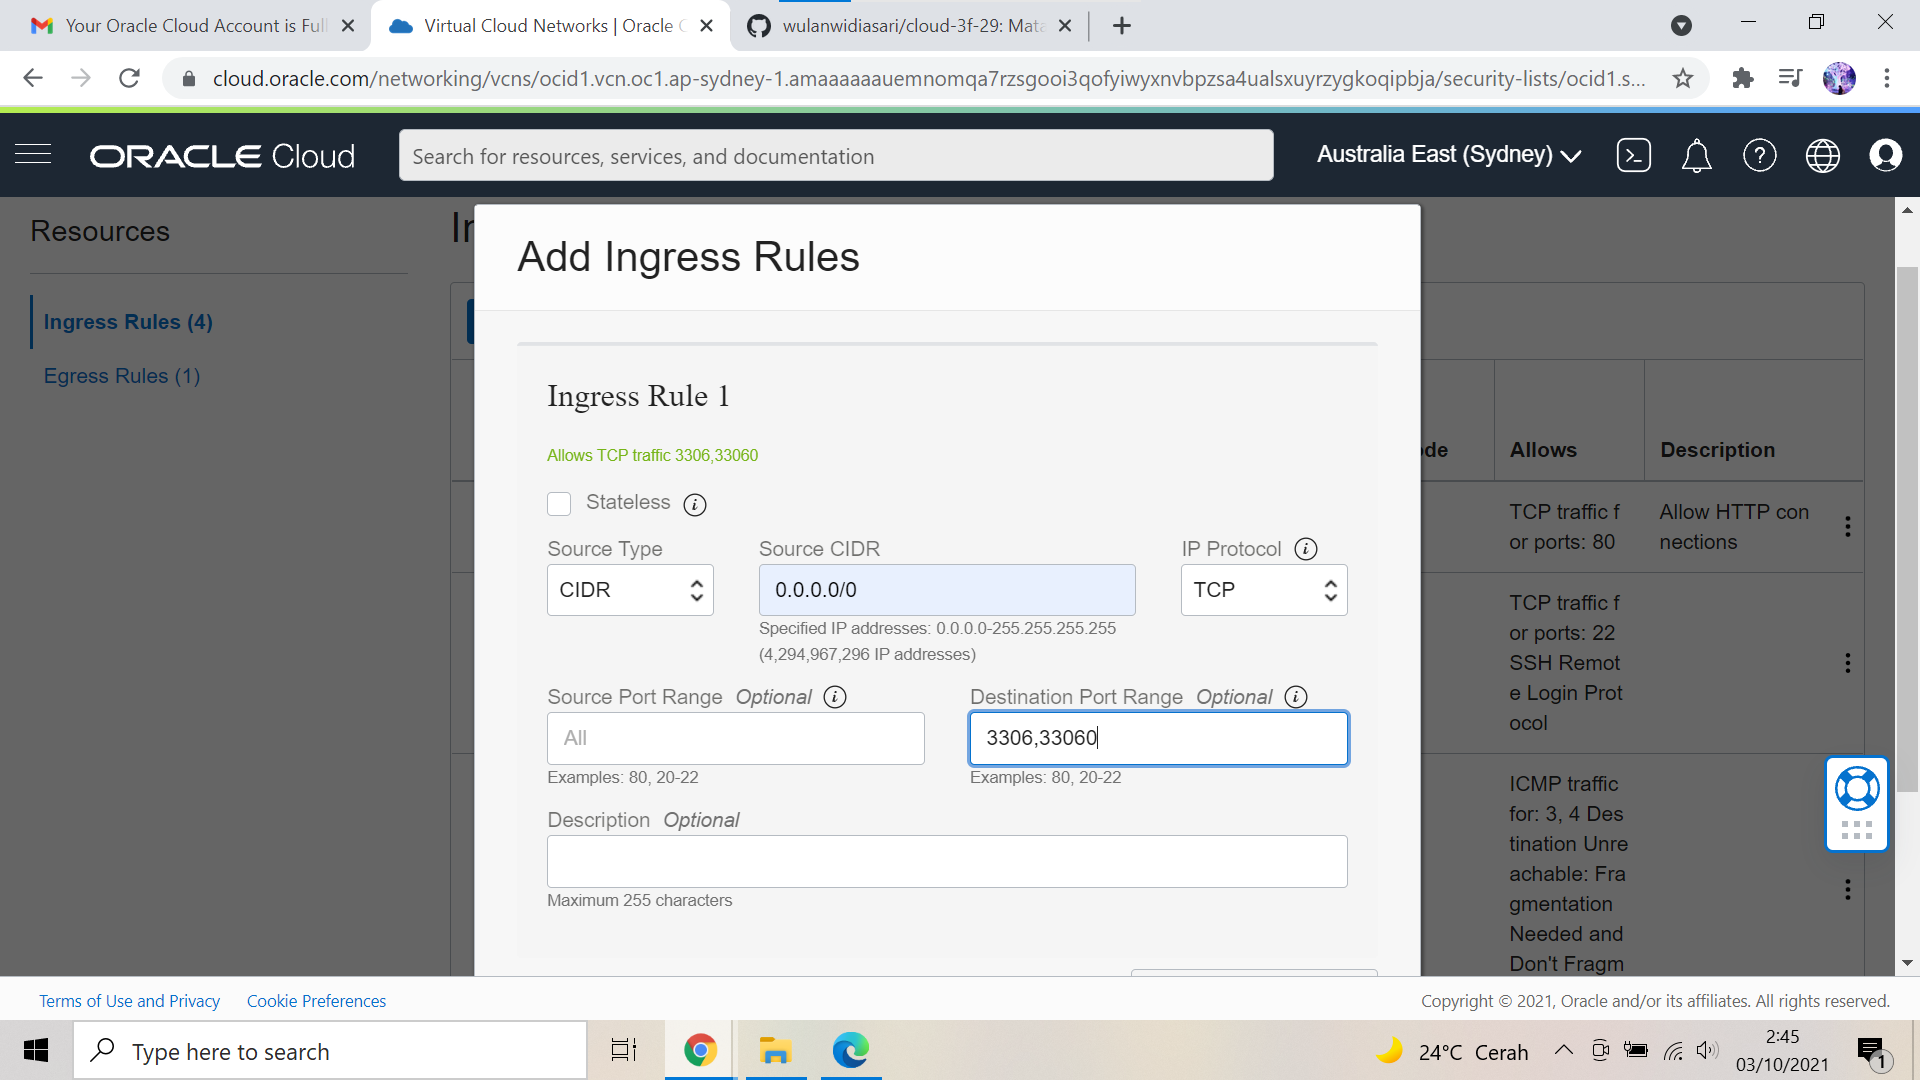 Your Oracle Cloud Account is Full
Virtual Cloud Networks | Oracle C
wulanwidiasari/cloud-3f-29: Mata
cloud.oracle.com/networking/vcns/ocid1.vcn.oc1.ap-sydney-1.amaaaaaauemnomqa7rzsgooi3qofyiwyxnvbpzsa4ualsxuyrzygkoqipbja/security-lists/ocid1.s...
ORACLE Cloud
Search for resources, services, and documentation
Australia East (Sydney)
Resources
Ingress Rules (4)
Egress Rules (1)
In
Add Ingress Rules
Ingress Rule 1
Allows TCP traffic 3306,33060
Stateless
Source Type
Source CIDR
IP Protocol
CIDR
0.0.0.0/0
TCP
Specified IP addresses: 0.0.0.0-255.255.255.255
(4,294,967,296 IP addresses)
Source Port Range Optional
Destination Port Range Optional
All
3306,33060
Examples: 80, 20-22
Examples: 80, 20-22
Description Optional
Maximum 255 characters
de
Allows
Description
TCP traffic f
or ports: 80
Allow HTTP con
nections
TCP traffic f
or ports: 22
SSH Remot
e Login Prot
ocol
ICMP traffic
for: 3, 4 Des
tination Unre
achable: Fra
gmentation
Needed and
Don't Fragm
Terms of Use and Privacy
Cookie Preferences
Copyright © 2021, Oracle and/or its affiliates. All rights reserved.
Type here to search
24°C Cerah
2:45
03/10/2021
1